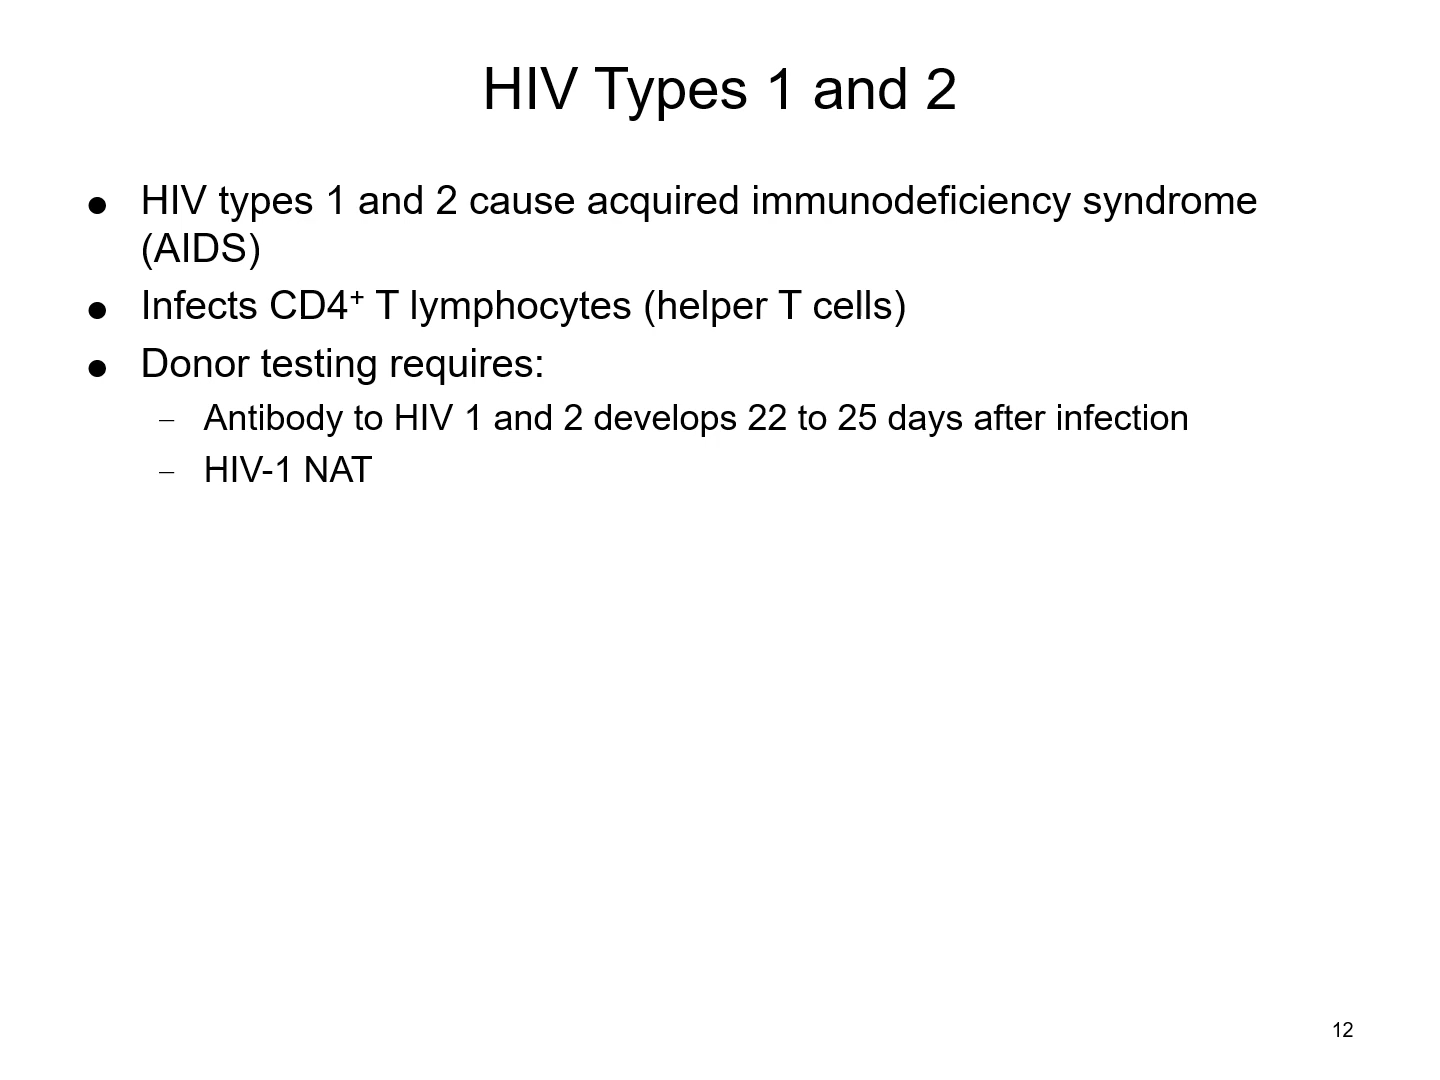 HIV Types 1 and 2
● HIV types 1 and 2 cause acquired immunodeficiency syndrome
(AIDS)
● Infects CD4⁺ T lymphocytes (helper T cells)
● Donor testing requires:
– Antibody to HIV 1 and 2 develops 22 to 25 days after infection
– HIV-1 NAT
12